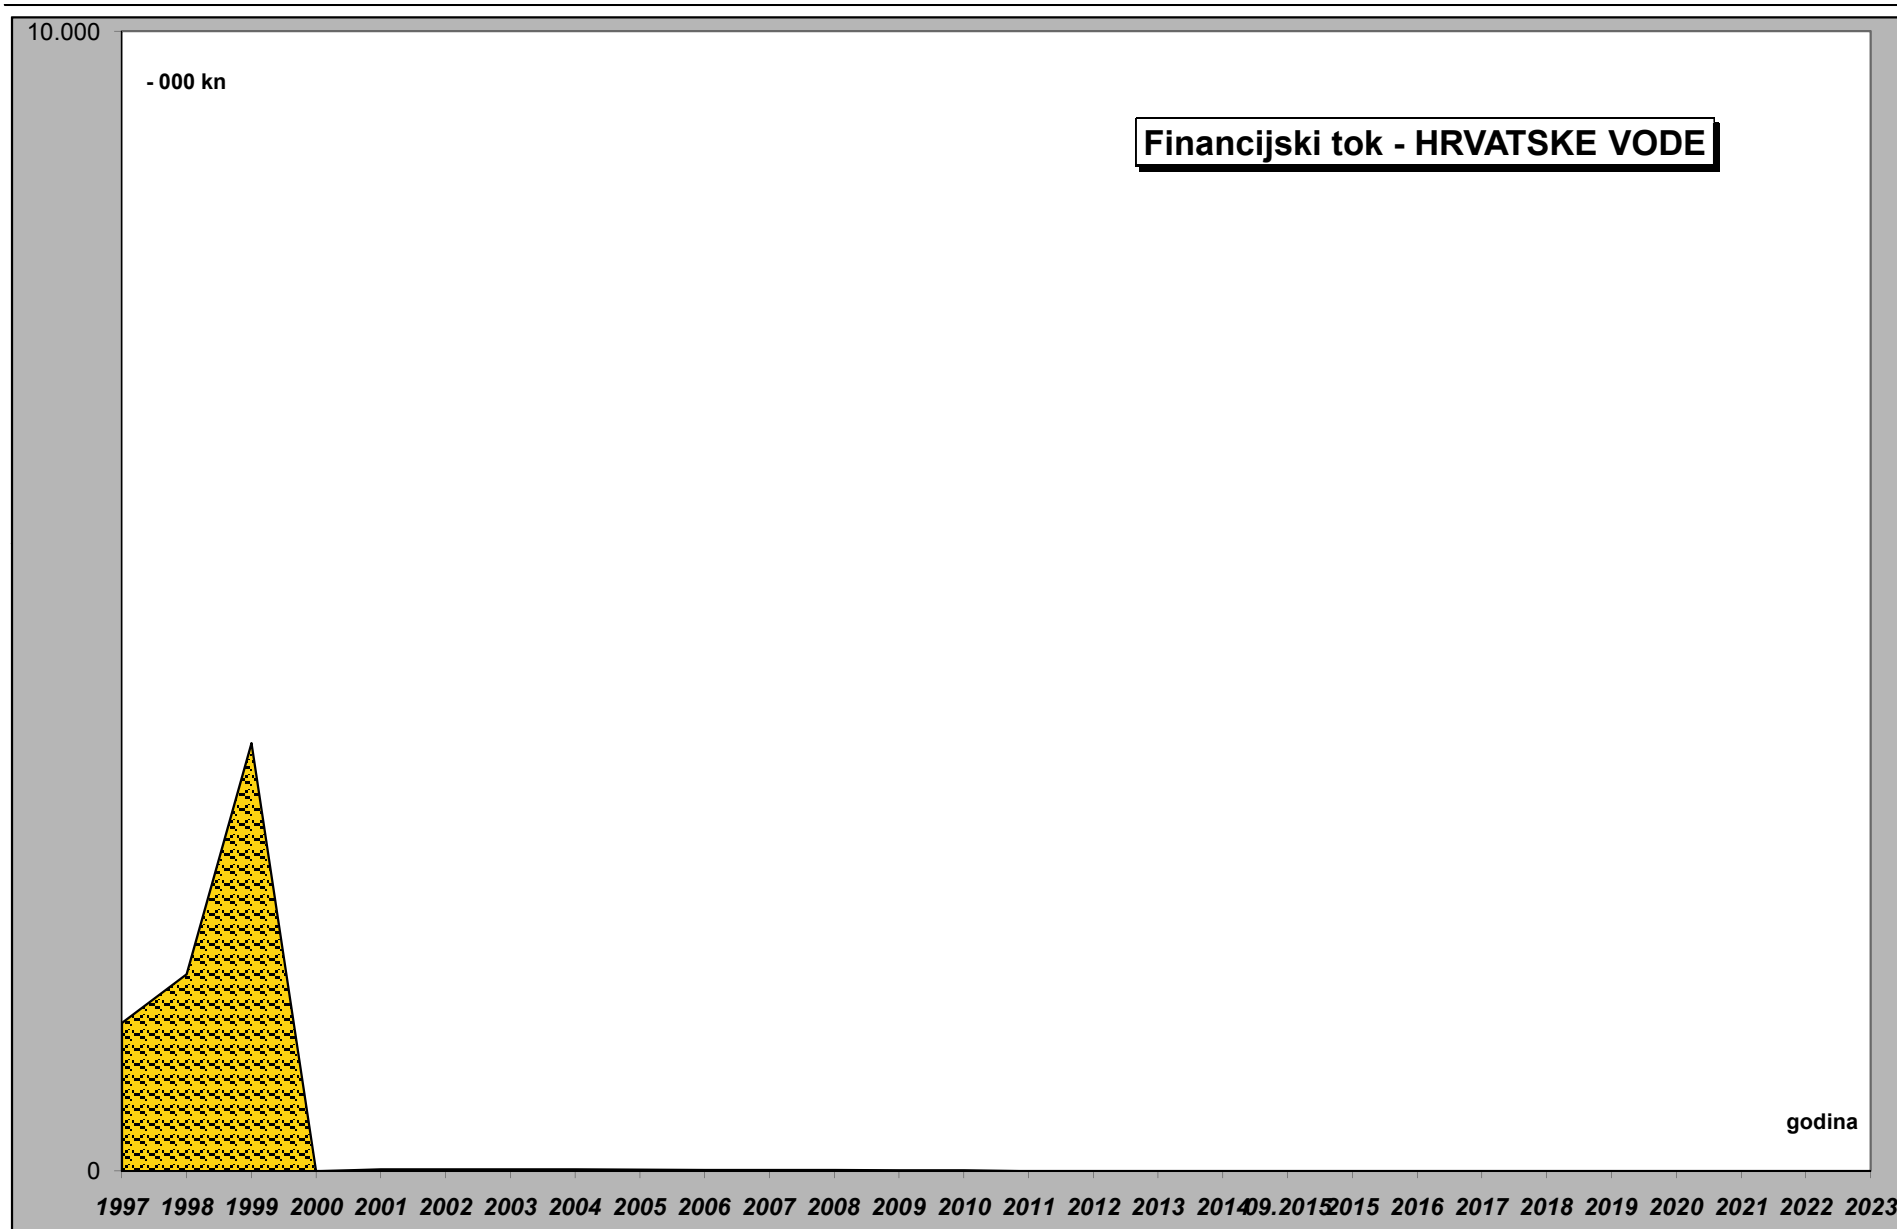 10.000
- 000 kn
Financijski tok - HRVATSKE VODE
godina
0
1997 1998 1999 2000 2001 2002 2003 2004 2005 2006 2007 2008 2009 2010 2011 2012 2013 2014 09.2015 2015 2016 2017 2018 2019 2020 2021 2022 2023